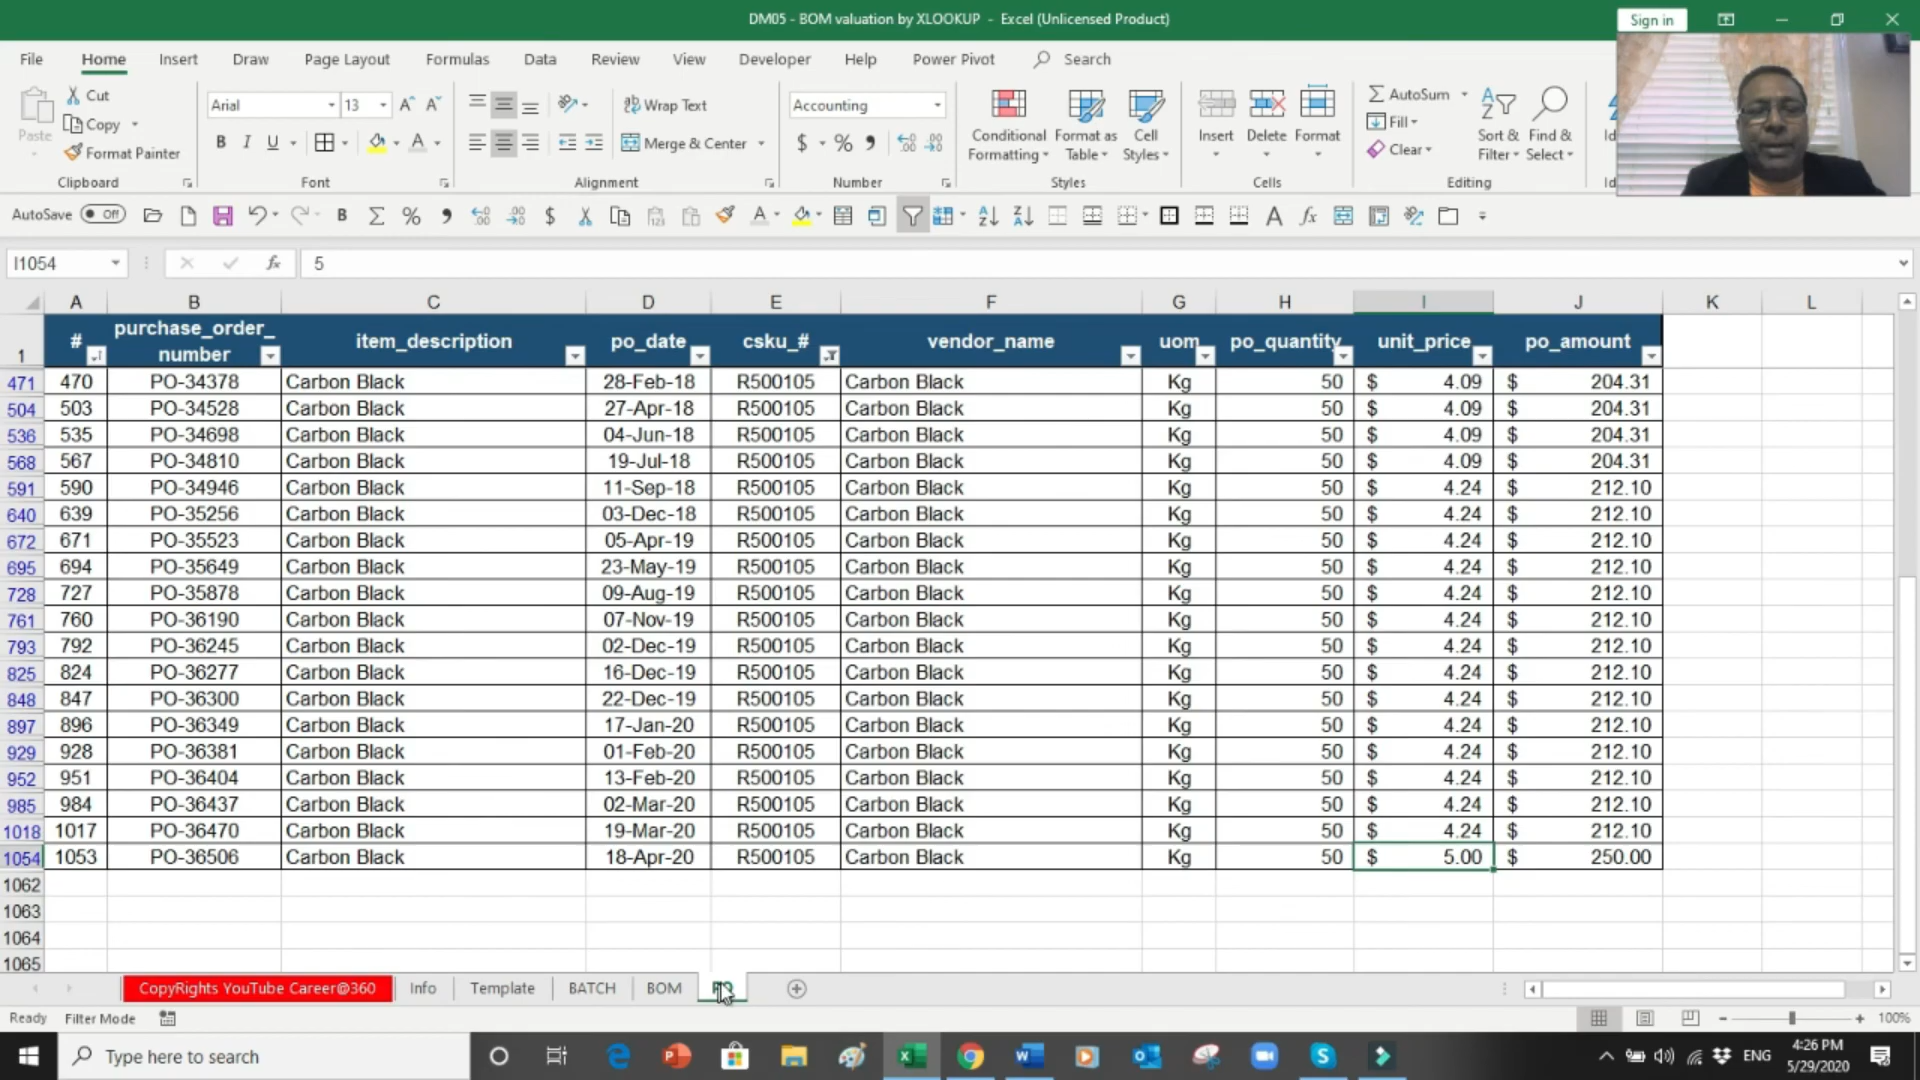 DM05 - BOM valuation by XLOOKUP - Excel (Unlicensed Product)
Sign in
File Home Insert Draw Page Layout Formulas Data Review View Developer Help Power Pivot Search
Cut
Copy
Format Painter
Paste
Clipboard
Arial 13
B I U
Font
Wrap Text
Merge & Center
Alignment
Accounting
$ % ,
Number
Conditional Formatting
Format as Table
Cell Styles
Styles
Insert Delete Format
Cells
AutoSum
Fill
Clear
Sort & Filter
Find & Select
Editing
Id
AutoSave Off
I1054 fx 5
A B C D E F G H I J K L
1 # purchase_order_number item_description po_date csku_# vendor_name uom po_quantity unit_price po_amount
471 470 PO-34378 Carbon Black 28-Feb-18 R500105 Carbon Black Kg 50 $ 4.09 $ 204.31
504 503 PO-34528 Carbon Black 27-Apr-18 R500105 Carbon Black Kg 50 $ 4.09 $ 204.31
536 535 PO-34698 Carbon Black 04-Jun-18 R500105 Carbon Black Kg 50 $ 4.09 $ 204.31
568 567 PO-34810 Carbon Black 19-Jul-18 R500105 Carbon Black Kg 50 $ 4.09 $ 204.31
591 590 PO-34946 Carbon Black 11-Sep-18 R500105 Carbon Black Kg 50 $ 4.24 $ 212.10
640 639 PO-35256 Carbon Black 03-Dec-18 R500105 Carbon Black Kg 50 $ 4.24 $ 212.10
672 671 PO-35523 Carbon Black 05-Apr-19 R500105 Carbon Black Kg 50 $ 4.24 $ 212.10
695 694 PO-35649 Carbon Black 23-May-19 R500105 Carbon Black Kg 50 $ 4.24 $ 212.10
728 727 PO-35878 Carbon Black 09-Aug-19 R500105 Carbon Black Kg 50 $ 4.24 $ 212.10
761 760 PO-36190 Carbon Black 07-Nov-19 R500105 Carbon Black Kg 50 $ 4.24 $ 212.10
793 792 PO-36245 Carbon Black 02-Dec-19 R500105 Carbon Black Kg 50 $ 4.24 $ 212.10
825 824 PO-36277 Carbon Black 16-Dec-19 R500105 Carbon Black Kg 50 $ 4.24 $ 212.10
848 847 PO-36300 Carbon Black 22-Dec-19 R500105 Carbon Black Kg 50 $ 4.24 $ 212.10
897 896 PO-36349 Carbon Black 17-Jan-20 R500105 Carbon Black Kg 50 $ 4.24 $ 212.10
929 928 PO-36381 Carbon Black 01-Feb-20 R500105 Carbon Black Kg 50 $ 4.24 $ 212.10
952 951 PO-36404 Carbon Black 13-Feb-20 R500105 Carbon Black Kg 50 $ 4.24 $ 212.10
985 984 PO-36437 Carbon Black 02-Mar-20 R500105 Carbon Black Kg 50 $ 4.24 $ 212.10
1018 1017 PO-36470 Carbon Black 19-Mar-20 R500105 Carbon Black Kg 50 $ 4.24 $ 212.10
1054 1053 PO-36506 Carbon Black 18-Apr-20 R500105 Carbon Black Kg 50 $ 5.00 $ 250.00
1062
1063
1064
1065
CopyRights YouTube Career@360 Info Template BATCH BOM
Ready Filter Mode 100%
Type here to search
ENG
4:26 PM
5/29/2020